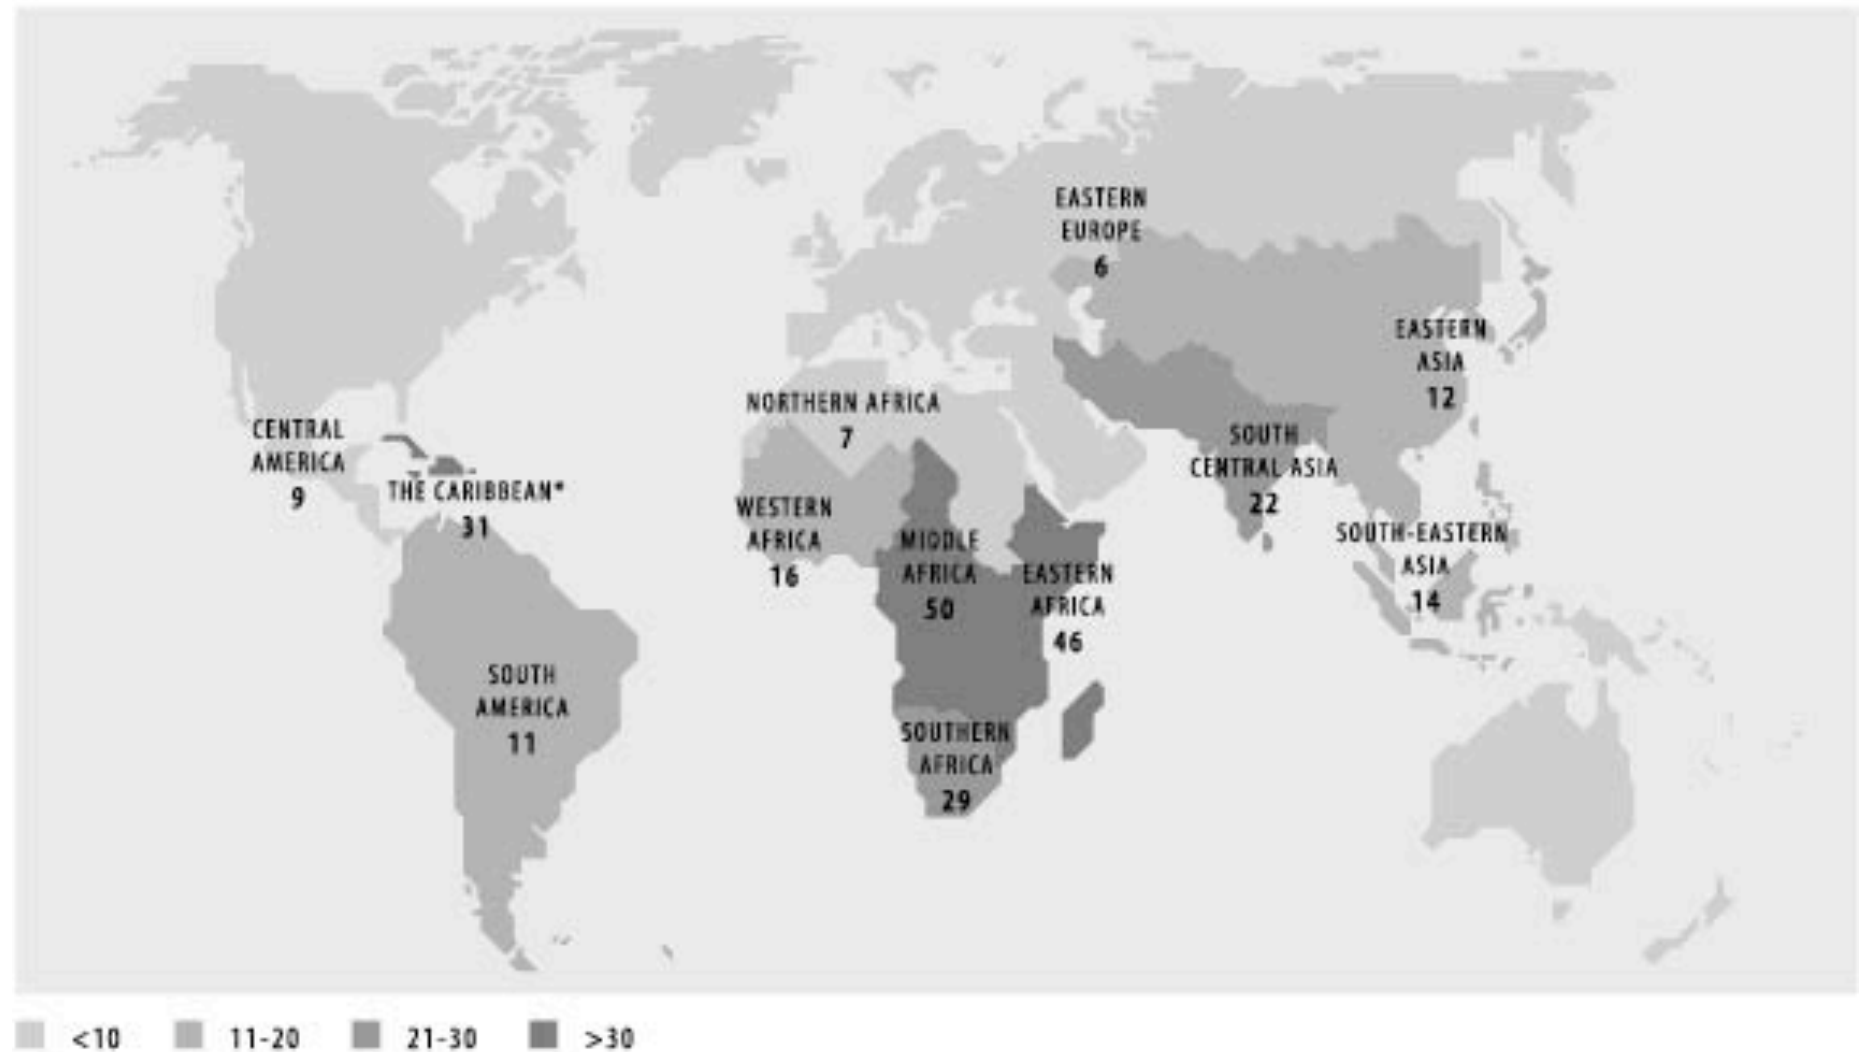 EASTERN
EUROPE
6
EASTERN
ASIA
12
NORTHERN AFRICA
7
CENTRAL
AMERICA
9
THE CARIBBEAN*
31
SOUTH
CENTRAL ASIA
22
WESTERN
AFRICA
16
MIDDLE
AFRICA
50
EASTERN
AFRICA
46
SOUTH-EASTERN
ASIA
14
SOUTH
AMERICA
11
SOUTHERN
AFRICA
29
<10 11-20 21-30 >30